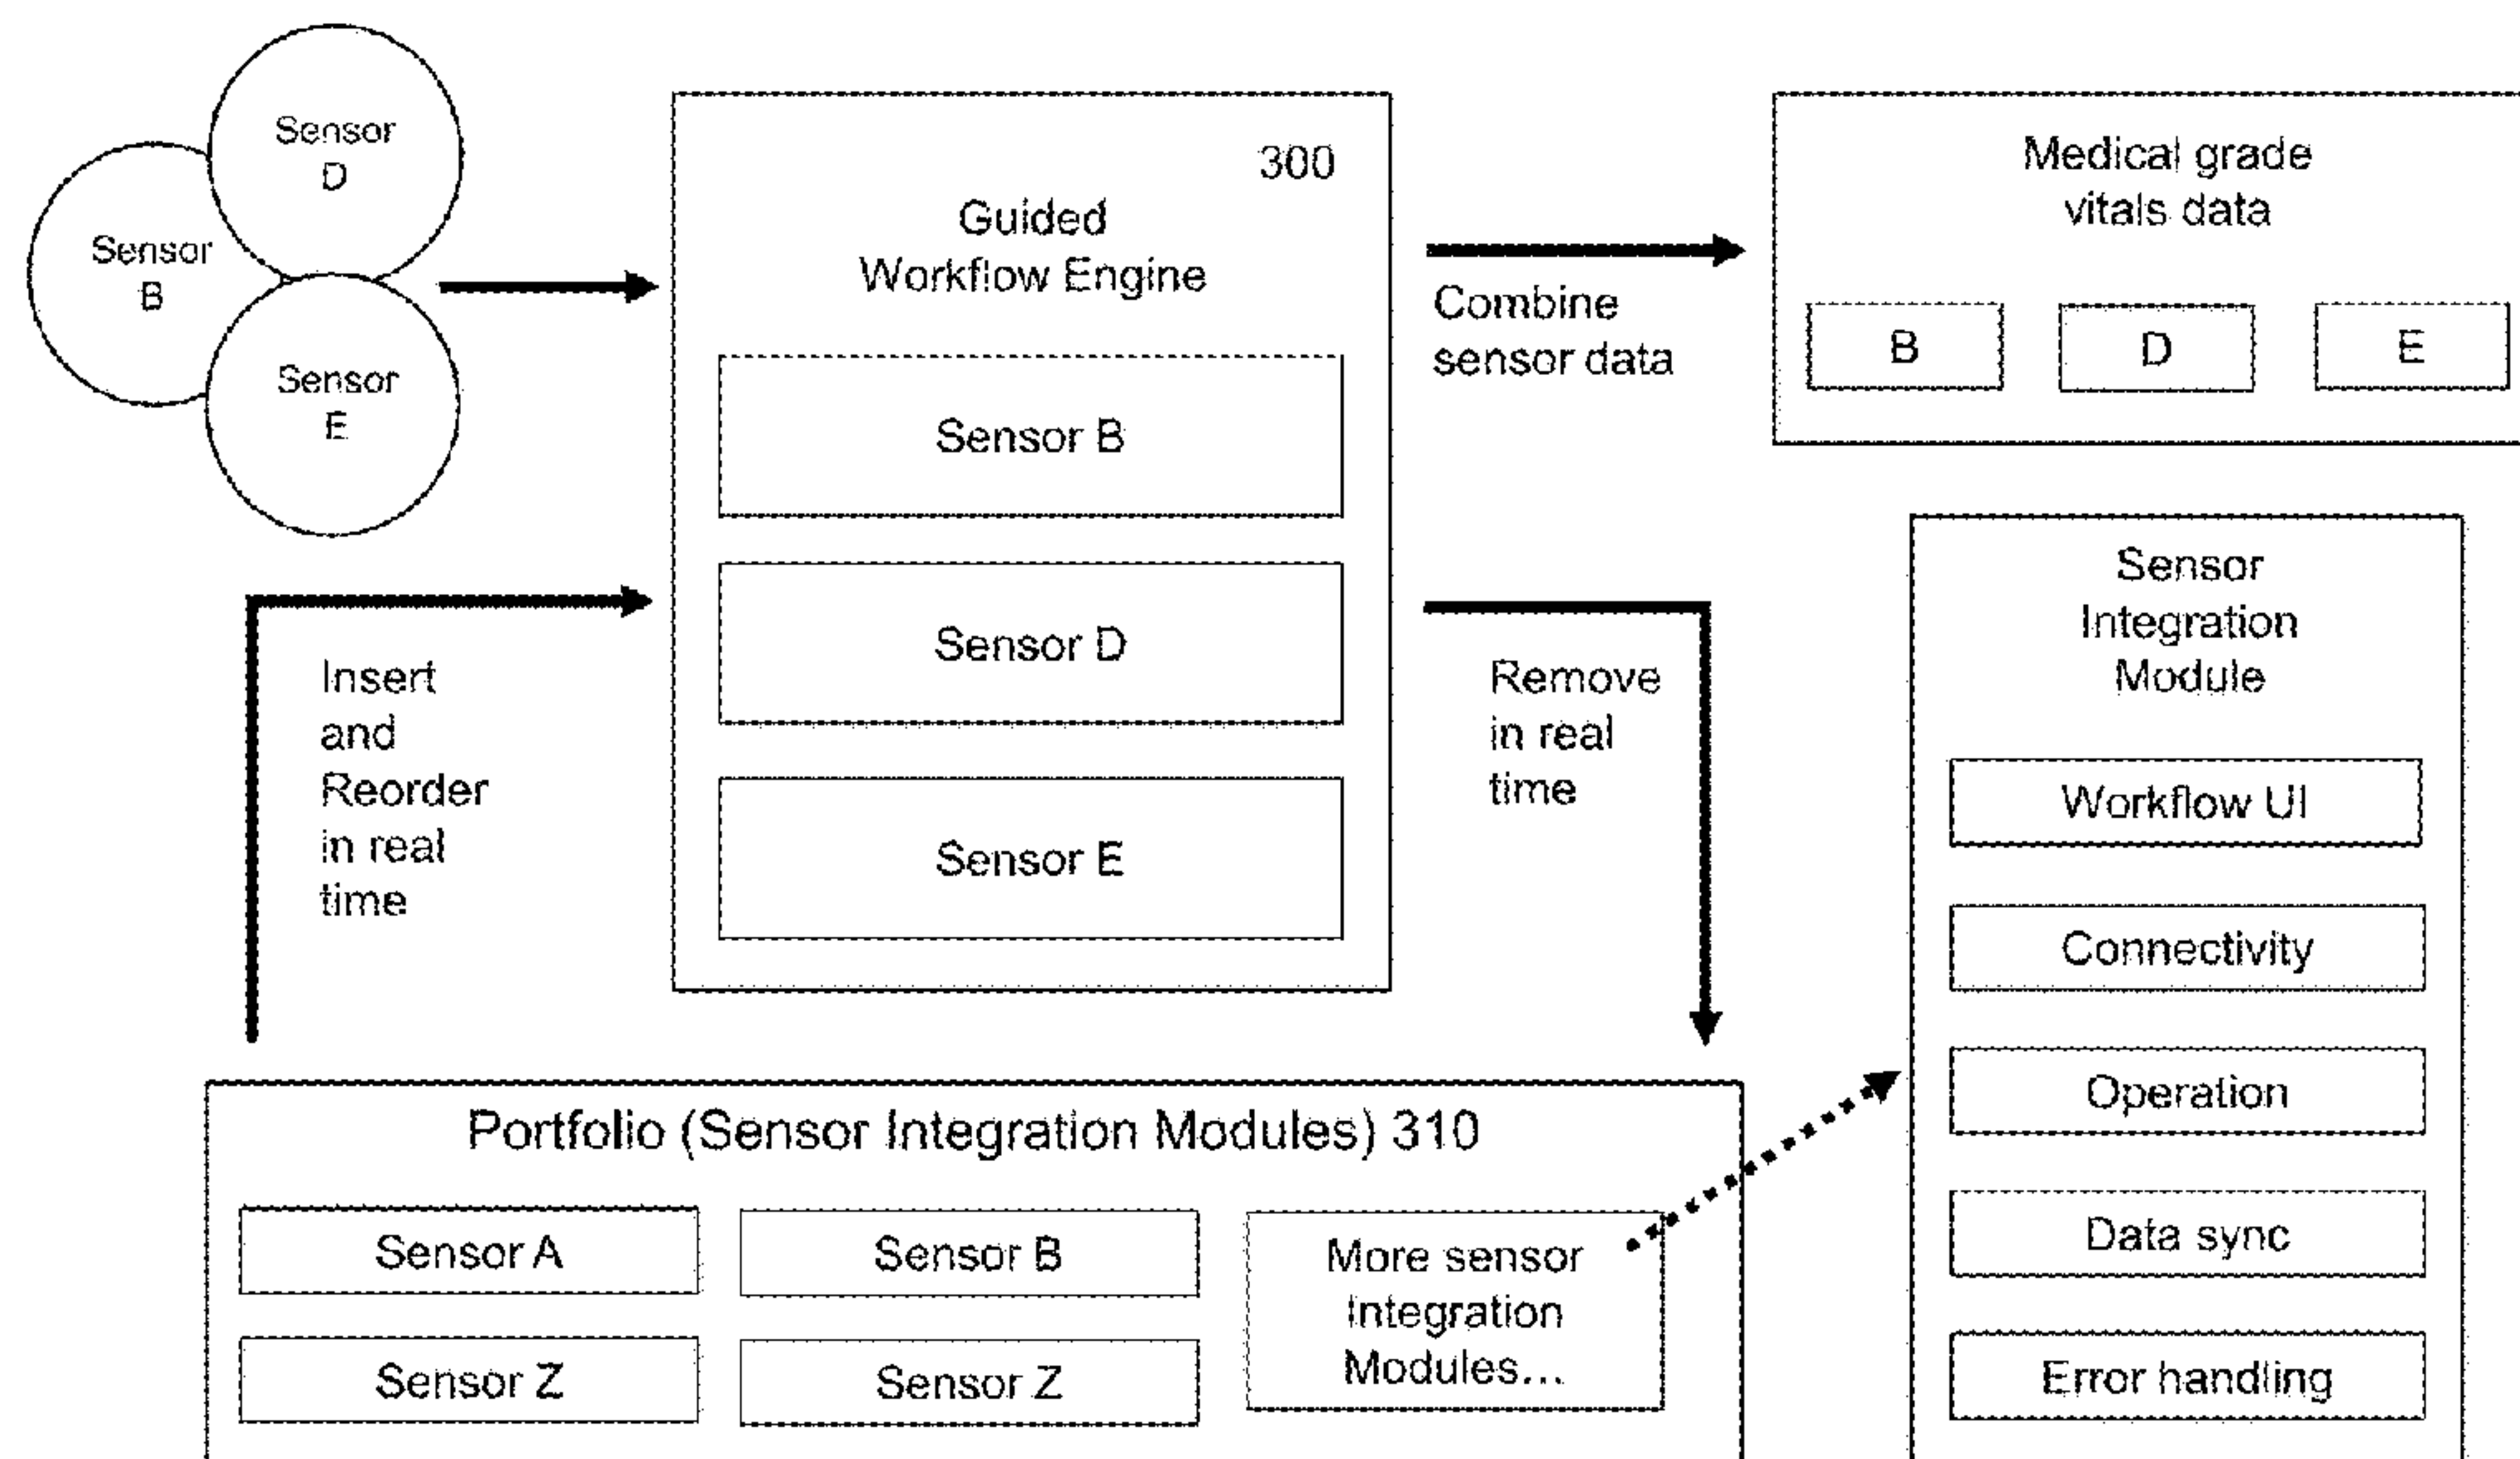 Sensor
D
Sensor
B
Sensor
E
300
Guided
Workflow Engine
Sensor B
Sensor D
Sensor E
Combine
sensor data
Medical grade
vitals data
B
D
E
Insert
and
Reorder
in real
time
Remove
in real
time
Sensor
Integration
Module
Workflow UI
Connectivity
Operation
Data sync
Error handling
Portfolio (Sensor Integration Modules) 310
Sensor A
Sensor B
Sensor Z
Sensor Z
More sensor
Integration
Modules...